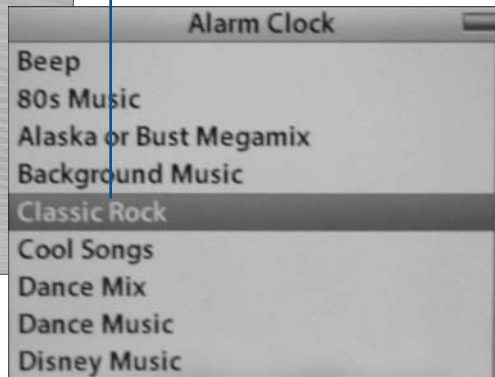 Alarm Clock
Beep
80s Music
Alaska or Bust Megamix
Background Music
Classic Rock
Cool Songs
Dance Mix
Dance Music
Disney Music